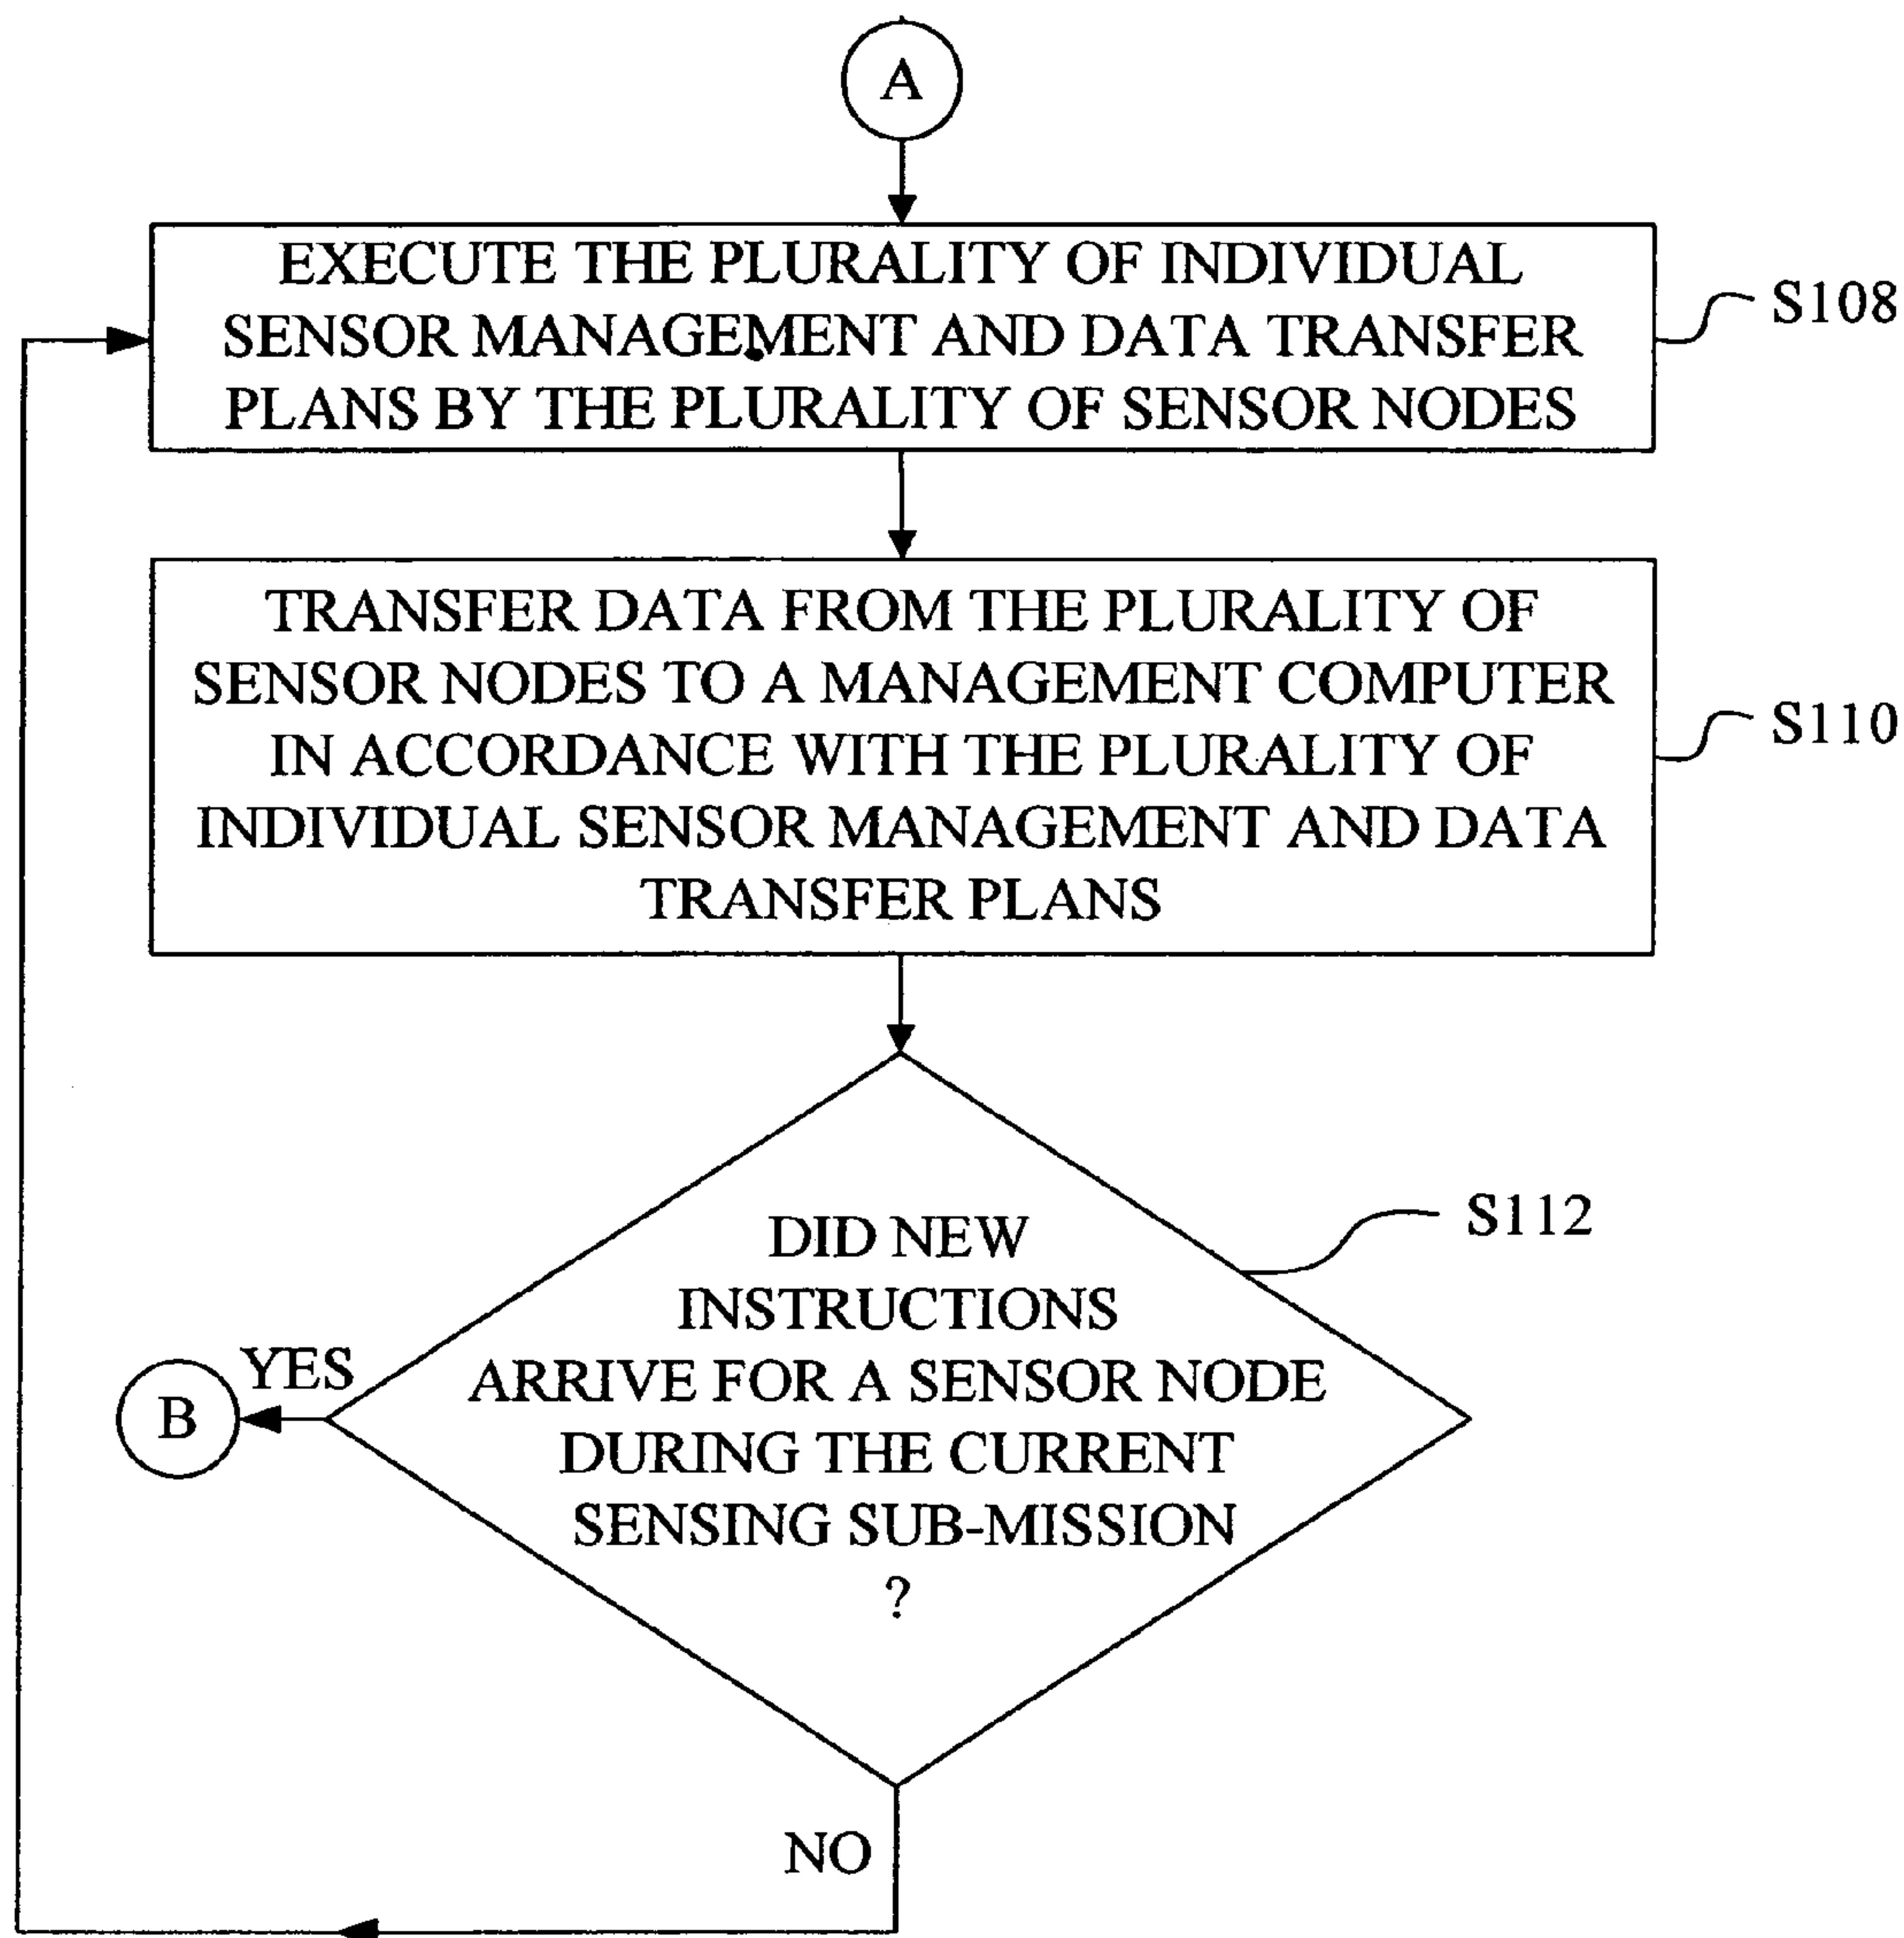 A
EXECUTE THE PLURALITY OF INDIVIDUAL
SENSOR MANAGEMENT AND DATA TRANSFER
PLANS BY THE PLURALITY OF SENSOR NODES
S108
TRANSFER DATA FROM THE PLURALITY OF
SENSOR NODES TO A MANAGEMENT COMPUTER
IN ACCORDANCE WITH THE PLURALITY OF
INDIVIDUAL SENSOR MANAGEMENT AND DATA
TRANSFER PLANS
S110
DID NEW
INSTRUCTIONS
ARRIVE FOR A SENSOR NODE
DURING THE CURRENT
SENSING SUB-MISSION
?
S112
YES
B
NO